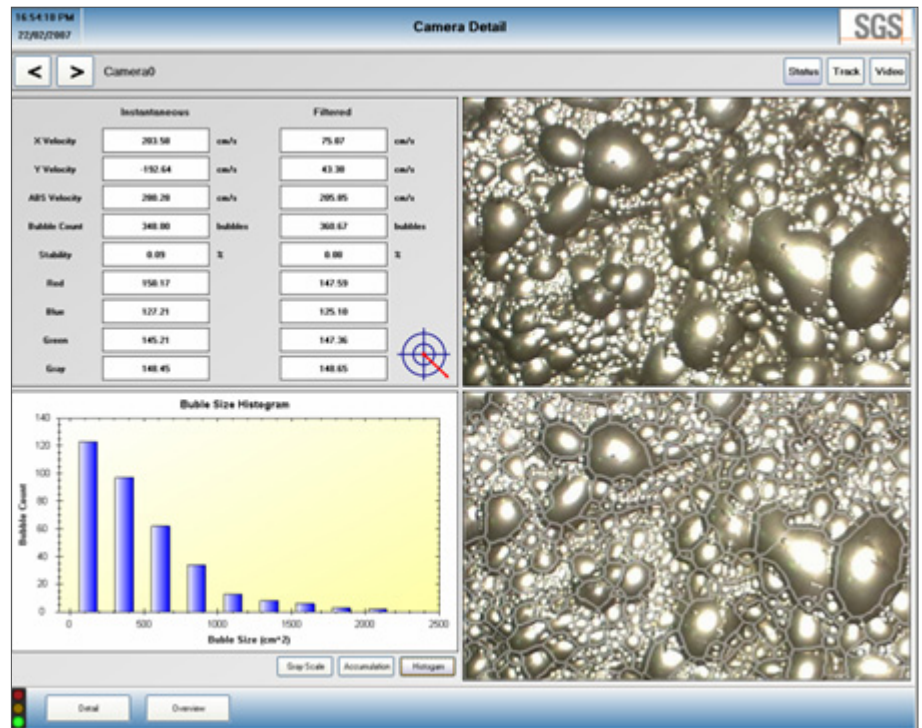 16:54:18 PM
22/02/2007
Camera Detail
SGS
< > Camera0
Status Track Video
Instantaneous Filtered
X Velocity 203.50 cm/s 75.07 cm/s
Y Velocity -192.64 cm/s 43.30 cm/s
ABS Velocity 280.28 cm/s 205.05 cm/s
Bubble Count 340.00 bubbles 360.67 bubbles
Stability 0.09 % 0.00 %
Red 150.17 147.59
Blue 127.21 125.10
Green 145.21 147.36
Gray 140.45 140.65
Buble Size Histegram
140
120
100
80
60
40
20
0
Bubble Count
0 500 1000 1500 2000 2500
Buble Size (cm^2)
Gray Scale Accumulation Histogam
Detail Overview